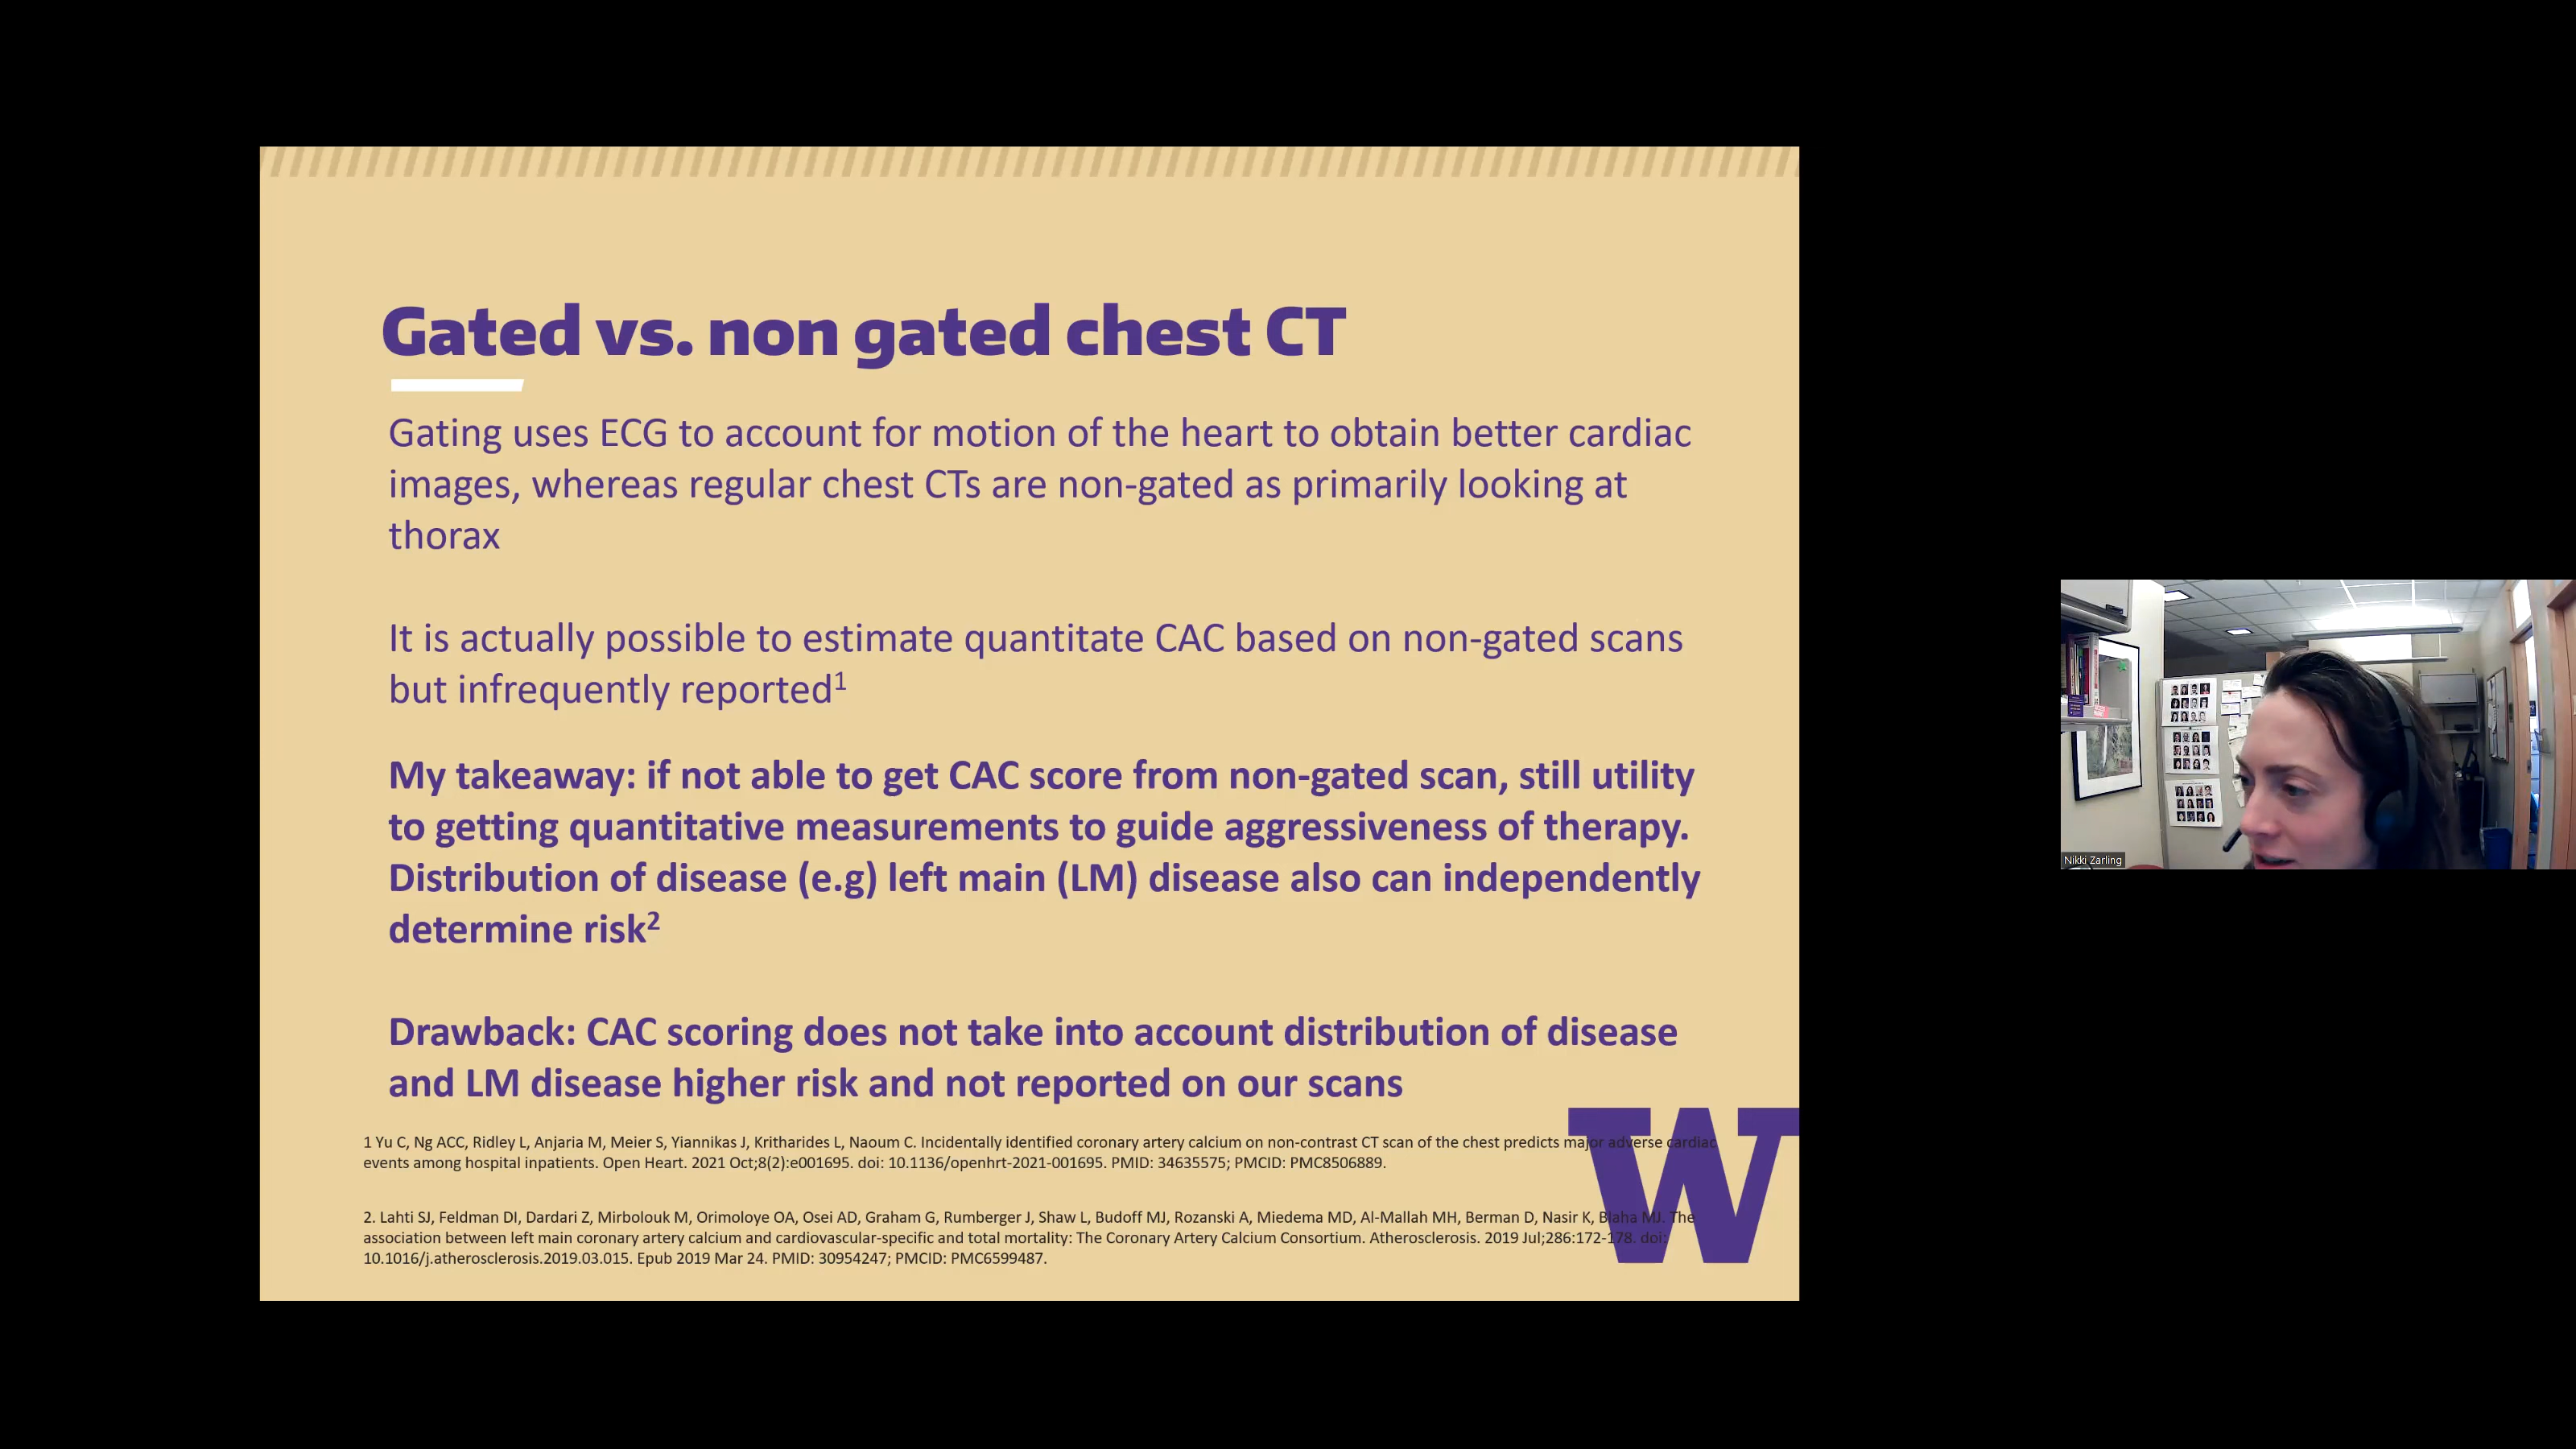 Gated vs. non gated chest CT
Gating uses ECG to account for motion of the heart to obtain better cardiac
images, whereas regular chest CTs are non-gated as primarily looking at
thorax
It is actually possible to estimate quantitate CAC based on non-gated scans
but infrequently reported1
My takeaway: if not able to get CAC score from non-gated scan, still utility
to getting quantitative measurements to guide aggressiveness of therapy.
Distribution of disease (e.g) left main (LM) disease also can independently
determine risk2
Drawback: CAC scoring does not take into account distribution of disease
and LM disease higher risk and not reported on our scans
1 Yu C, Ng ACC, Ridley L, Anjaria M, Meier S, Yiannikas J, Kritharides L, Naoum C. Incidentally identified coronary artery calcium on non-contrast CT scan of the chest predicts major adverse cardiac
events among hospital inpatients. Open Heart. 2021 Oct;8(2):e001695. doi: 10.1136/openhrt-2021-001695. PMID: 34635575; PMCID: PMC8506889.
2. Lahti SJ, Feldman DI, Dardari Z, Mirbolouk M, Orimoloye OA, Osei AD, Graham G, Rumberger J, Shaw L, Budoff MJ, Rozanski A, Miedema MD, Al-Mallah MH, Berman D, Nasir K, Blaha MJ. The
association between left main coronary artery calcium and cardiovascular-specific and total mortality: The Coronary Artery Calcium Consortium. Atherosclerosis. 2019 Jul;286:172-178. doi:
10.1016/j.atherosclerosis.2019.03.015. Epub 2019 Mar 24. PMID: 30954247; PMCID: PMC6599487.
W
Nikki Zarling